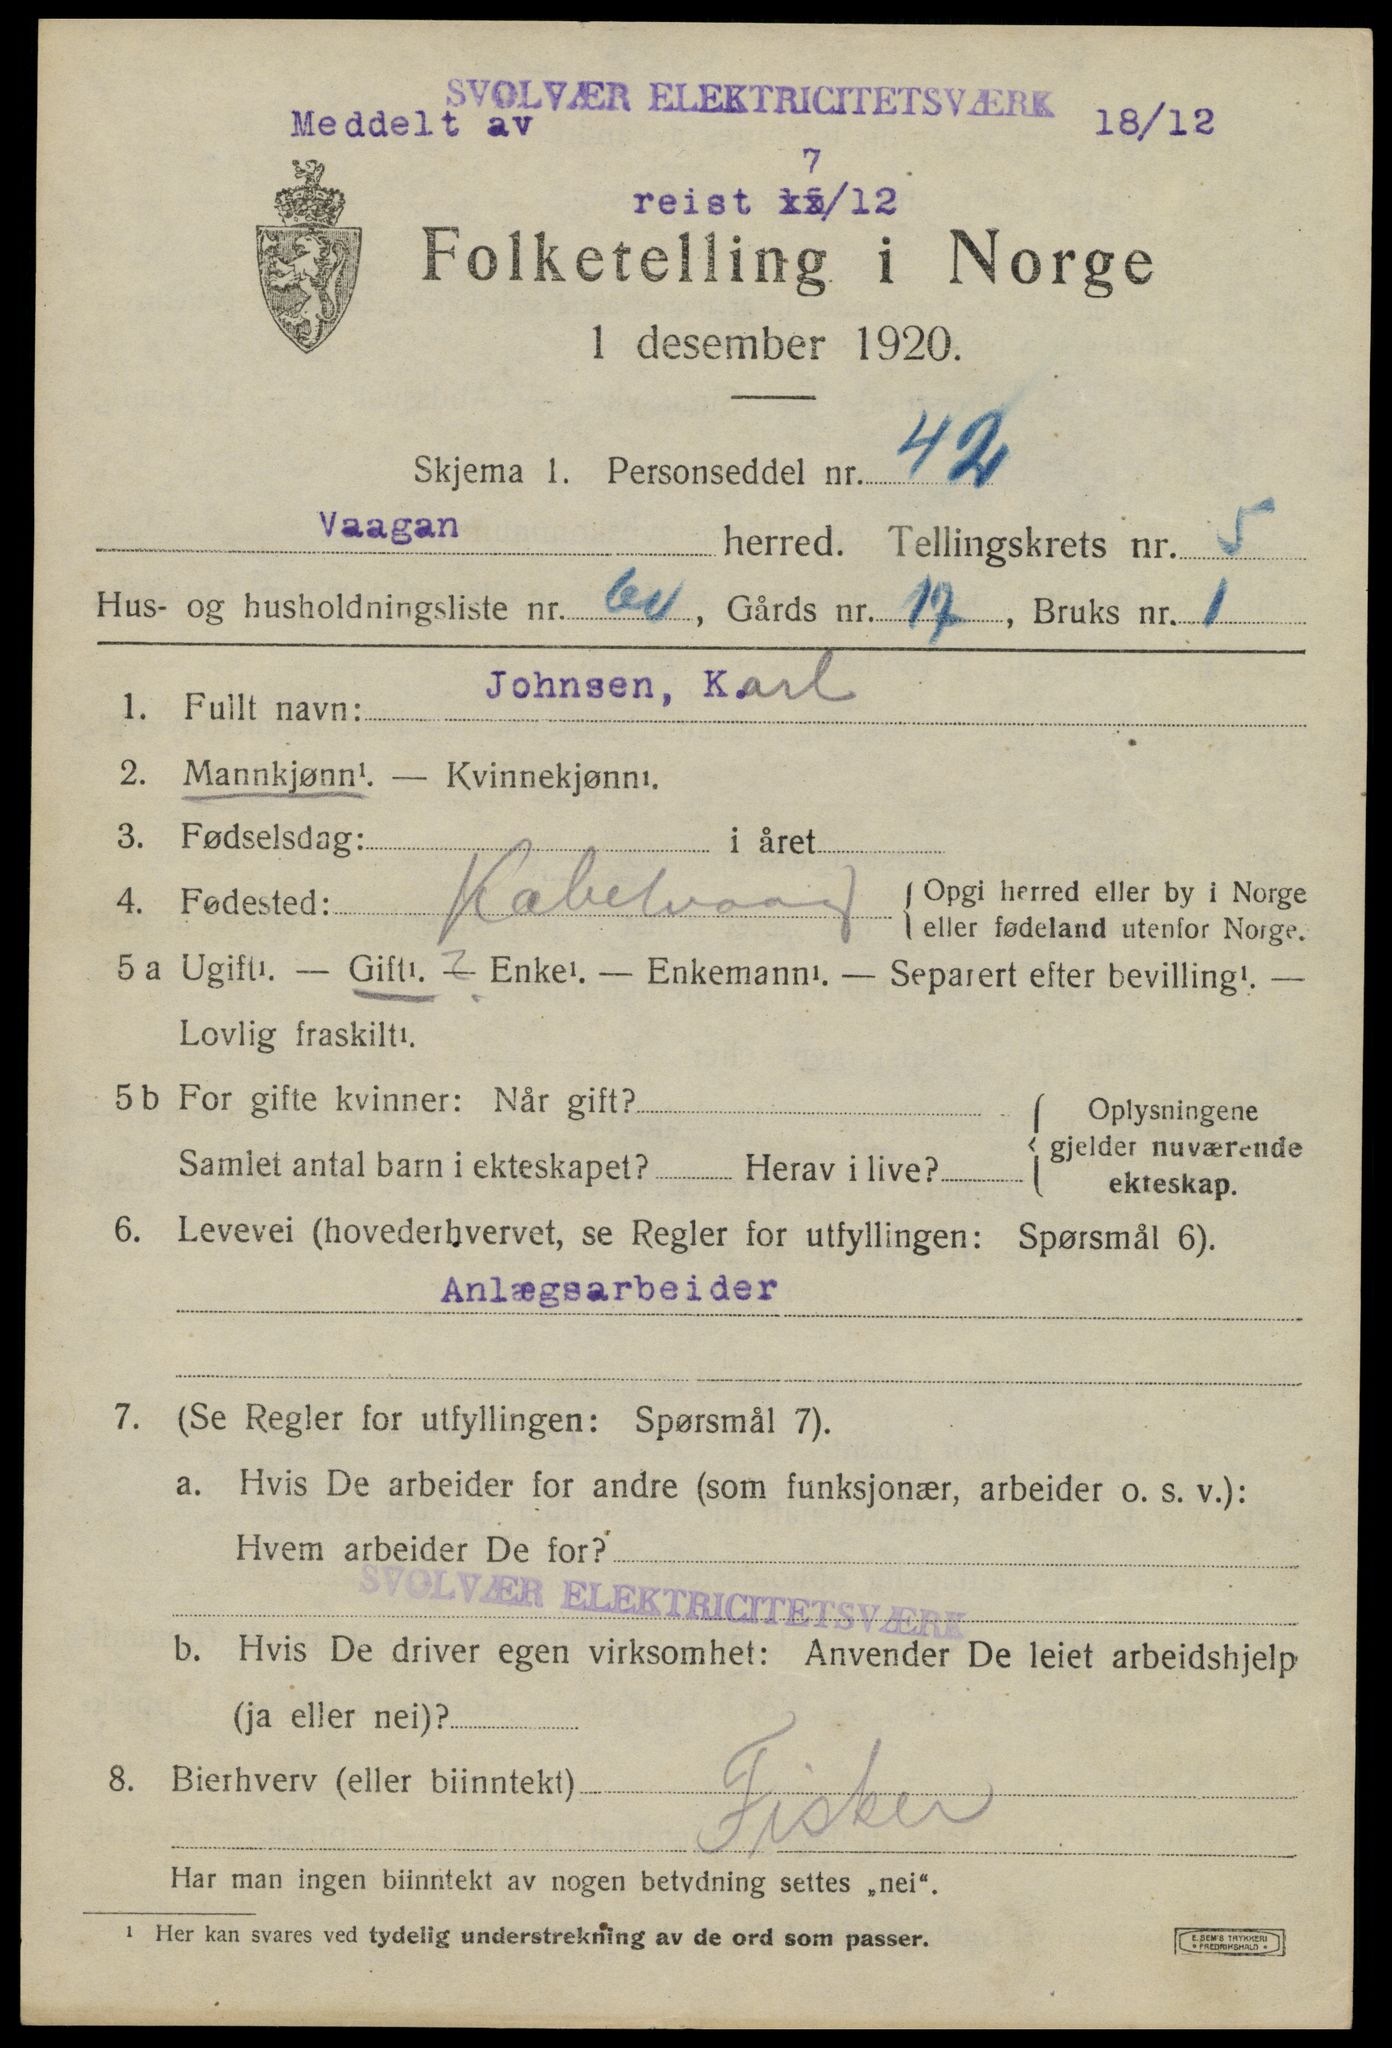 SVOLVÆR ELEKTRICITETSVÆRK
Meddelt av 18/12
7
reist /12
Folketelling i Norge
1 desember 1920.
Skjema 1. Personseddel nr. 42
Vaagan herred. Tellingskrets nr. 5
Hus- og husholdningsliste nr. , Gårds nr. 17, Bruks nr. 1
1. Fullt navn: Johnsen, Karl
2. Mannkjønn¹. — Kvinnekjønn¹.
3. Fødselsdag: i året
4. Fødested: Kabelvaag { Opgi herred eller by i Norge
eller fødeland utenfor Norge.
5 a Ugift¹. — Gift¹. ? — Enke¹. — Enkemann¹. — Separert efter bevilling¹. —
Lovlig fraskilt¹.
5 b For gifte kvinner: Når gift?
Samlet antal barn i ekteskapet? Herav i live?
{ Oplysningene
gjelder nuværende
ekteskap.
6. Levevei (hovederhvervet, se Regler for utfyllingen: Spørsmål 6).
Anlægsarbeider
7. (Se Regler for utfyllingen: Spørsmål 7).
a. Hvis De arbeider for andre (som funksjonær, arbeider o. s. v.):
Hvem arbeider De for?
SVOLVÆR ELEKTRICITETSVÆRK
b. Hvis De driver egen virksomhet: Anvender De leiet arbeidshjelp
(ja eller nei)?
8. Bierhverv (eller biinntekt)
Fisker
Har man ingen biinntekt av nogen betydning settes „nei“.
¹ Her kan svares ved tydelig understrekning av de ord som passer.
E. SEM'S TRYKKERI
* FREDRIKSHALD *